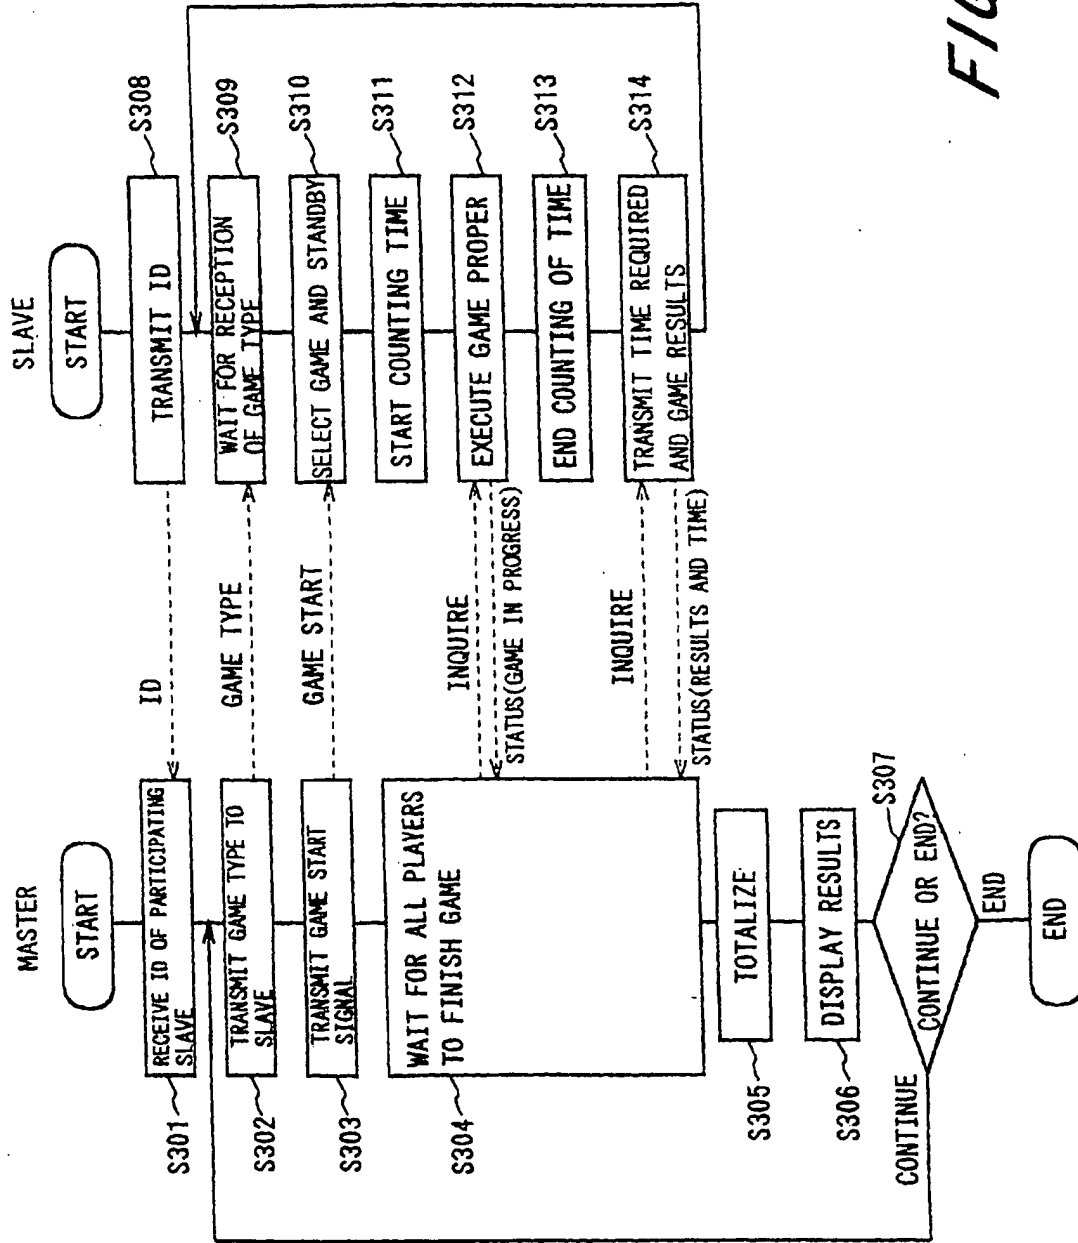 MASTER
START
RECEIVE ID OF PARTICIPATING
SLAVE
S301
TRANSMIT GAME TYPE TO
SLAVE
S302
TRANSMIT GAME START
SIGNAL
S303
WAIT FOR ALL PLAYERS
TO FINISH GAME
S304
TOTALIZE
S305
DISPLAY RESULTS
S306
CONTINUE OR END?
S307
CONTINUE
END
END
ID
GAME TYPE
GAME START
INQUIRE
STATUS(GAME IN PROGRESS)
INQUIRE
STATUS(RESULTS AND TIME)
SLAVE
START
TRANSMIT ID
S308
WAIT FOR RECEPTION
OF GAME TYPE
S309
SELECT GAME AND STANDBY
S310
START COUNTING TIME
S311
EXECUTE GAME PROPER
S312
END COUNTING OF TIME
S313
TRANSMIT TIME REQUIRED
AND GAME RESULTS
S314